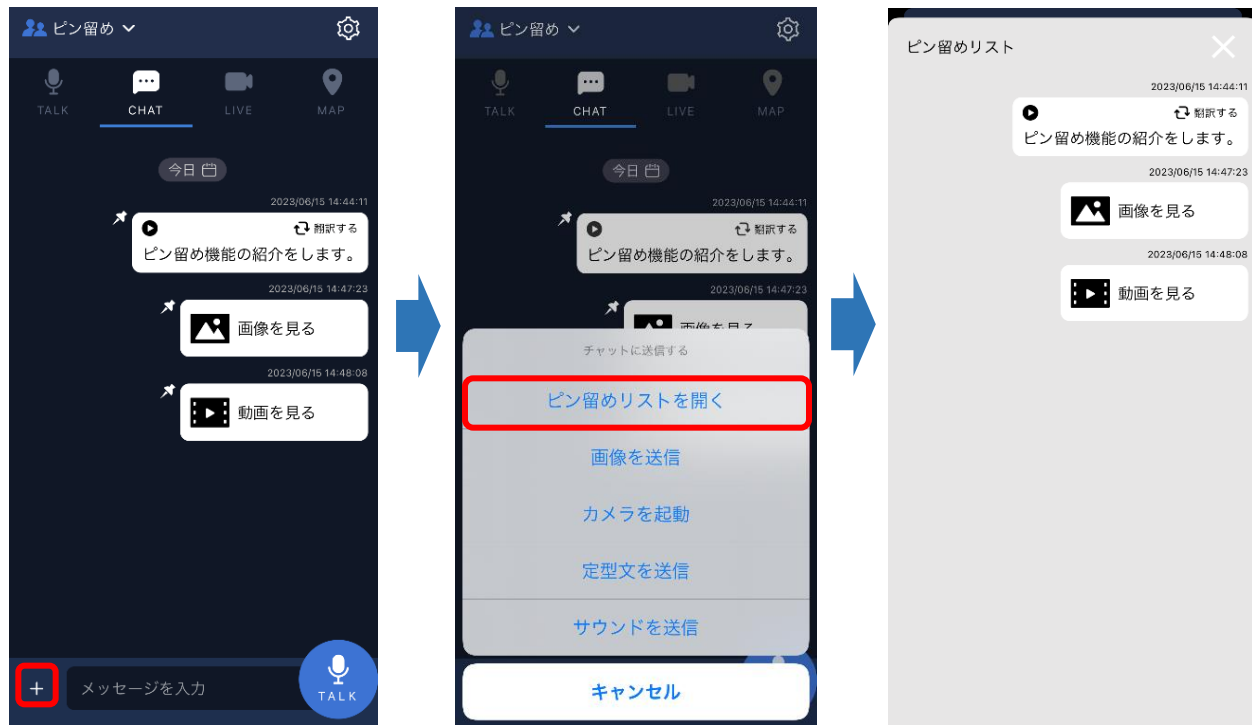 ピン留め
TALK
CHAT
LIVE
MAP
今日
2023/06/15 14:44:11
翻訳する
ピン留め機能の紹介をします。
2023/06/15 14:47:23
画像を見る
2023/06/15 14:48:08
動画を見る
+
メッセージを入力
TALK
ピン留め
TALK
CHAT
LIVE
MAP
今日
2023/06/15 14:44:11
翻訳する
ピン留め機能の紹介をします。
2023/06/15 14:47:23
画像を見る
チャットに送信する
ピン留めリストを開く
画像を送信
カメラを起動
定型文を送信
サウンドを送信
キャンセル
ピン留めリスト
2023/06/15 14:44:11
翻訳する
ピン留め機能の紹介をします。
2023/06/15 14:47:23
画像を見る
2023/06/15 14:48:08
動画を見る